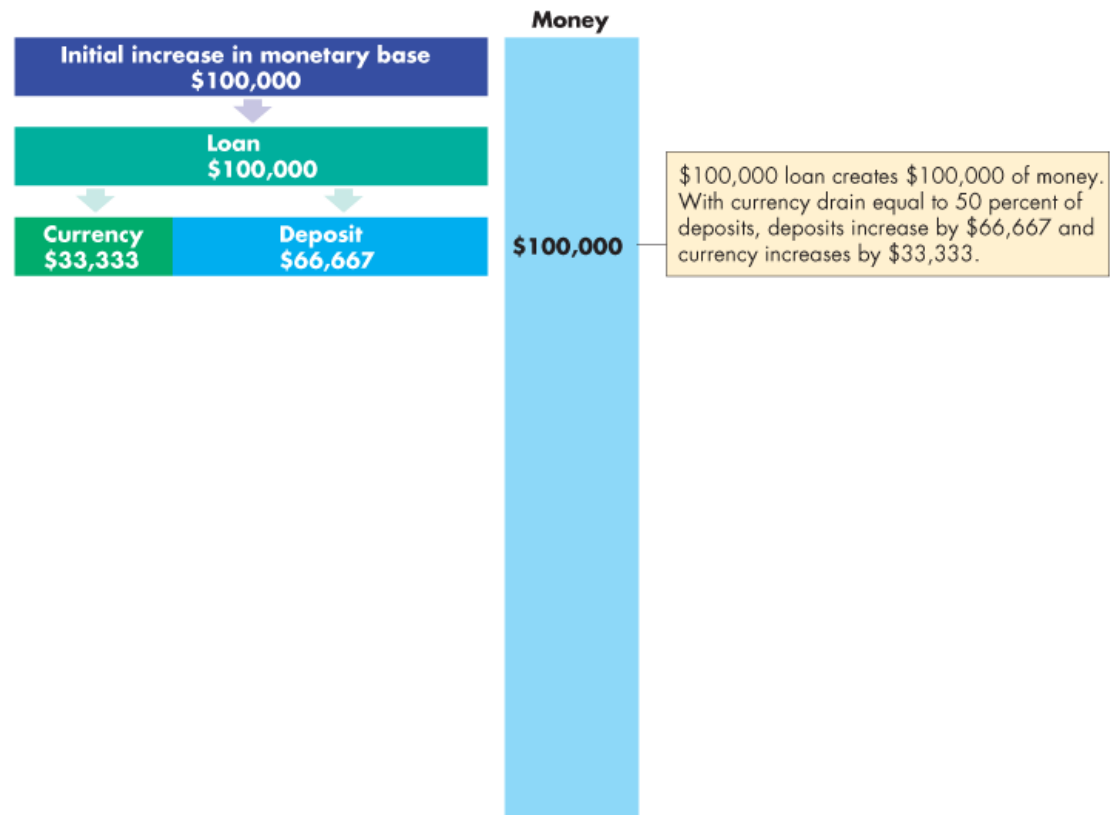 Money
Initial increase in monetary base
$100,000
Loan
$100,000
Currency
$33,333
Deposit
$66,667
$100,000
$100,000 loan creates $100,000 of money.
With currency drain equal to 50 percent of
deposits, deposits increase by $66,667 and
currency increases by $33,333.